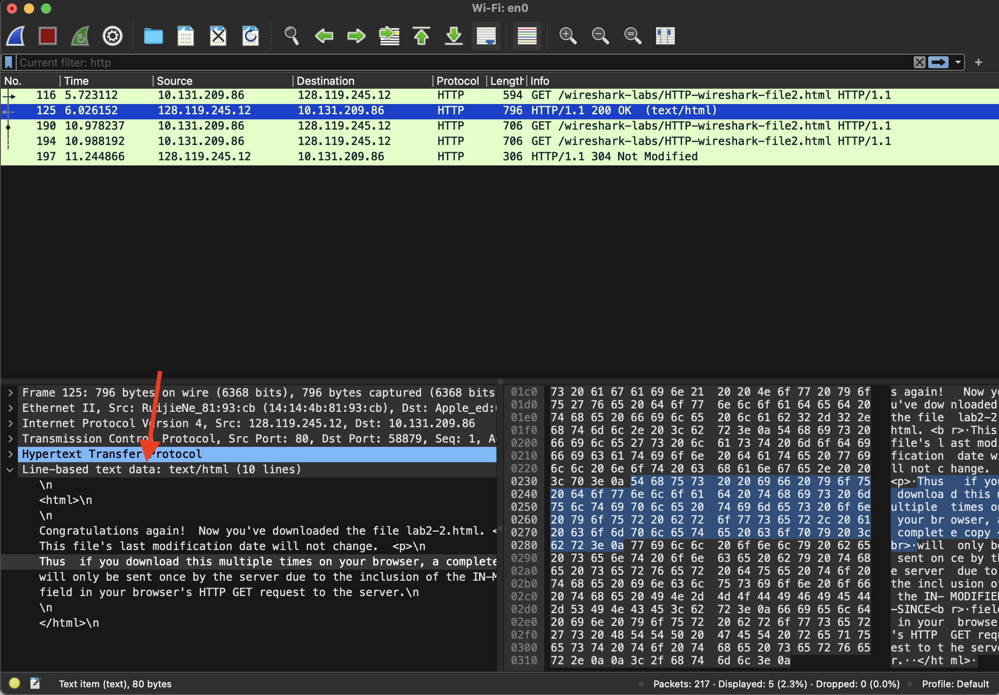 Wi-Fi: en0
Current filter: http
No. Time Source Destination Protocol Length Info
116 5.723112 10.131.209.86 128.119.245.12 HTTP 594 GET /wireshark-labs/HTTP-wireshark-file2.html HTTP/1.1
125 6.026152 128.119.245.12 10.131.209.86 HTTP 796 HTTP/1.1 200 OK  (text/html)
190 10.978237 10.131.209.86 128.119.245.12 HTTP 706 GET /wireshark-labs/HTTP-wireshark-file2.html HTTP/1.1
194 10.988192 10.131.209.86 128.119.245.12 HTTP 706 GET /wireshark-labs/HTTP-wireshark-file2.html HTTP/1.1
197 11.244866 128.119.245.12 10.131.209.86 HTTP 306 HTTP/1.1 304 Not Modified
Frame 125: 796 bytes on wire (6368 bits), 796 bytes captured (6368 bits
Ethernet II, Src: RuijieNe_81:93:cb (14:14:4b:81:93:cb), Dst: Apple_ed:
Internet Protocol Version 4, Src: 128.119.245.12, Dst: 10.131.209.86
Transmission Control Protocol, Src Port: 80, Dst Port: 58879, Seq: 1, A
Hypertext Transfer Protocol
Line-based text data: text/html (10 lines)
\n
<html>\n
\n
Congratulations again!  Now you've downloaded the file lab2-2.html. <
This file's last modification date will not change.  <p>\n
Thus  if you download this multiple times on your browser, a complete
will only be sent once by the server due to the inclusion of the IN-M
field in your browser's HTTP GET request to the server.\n
\n
</html>\n
01c0 73 20 61 67 61 69 6e 21 20 20 4e 6f 77 20 79 6f s again!   Now yo
01d0 75 27 76 65 20 64 6f 77 6e 6c 6f 61 64 65 64 20 u've dow nloaded
01e0 74 68 65 20 66 69 6c 65 20 6c 61 62 32 2d 32 2e the file  lab2-2
01f0 68 74 6d 6c 2e 20 3c 62 72 3e 0a 54 68 69 73 20 html. <b r>·This
0200 66 69 6c 65 27 73 20 6c 61 73 74 20 6d 6f 64 69 file's l ast mod
0210 66 69 63 61 74 69 6f 6e 20 64 61 74 65 20 77 69 fication  date w
0220 6c 6c 20 6e 6f 74 20 63 68 61 6e 67 65 2e 20 20 ll not c hange.
0230 3c 70 3e 0a 54 68 75 73 20 20 69 66 20 79 6f 75 <p>·Thus   if you
0240 20 64 6f 77 6e 6c 6f 61 64 20 74 68 69 73 20 6d downloa d this m
0250 75 6c 74 69 70 6c 65 20 74 69 6d 65 73 20 6f 6e ultiple  times on
0260 20 79 6f 75 72 20 62 72 6f 77 73 65 72 2c 20 61 your br owser, a
0270 20 63 6f 6d 70 6c 65 74 65 20 63 6f 70 79 20 3c complet e copy <
0280 62 72 3e 0a 77 69 6c 6c 20 6f 6e 6c 79 20 62 65 br>·will  only be
0290 20 73 65 6e 74 20 6f 6e 63 65 20 62 79 20 74 68 sent on ce by th
02a0 65 20 73 65 72 76 65 72 20 64 75 65 20 74 6f 20 e server  due to
02b0 74 68 65 20 69 6e 63 6c 75 73 69 6f 6e 20 6f 66 the incl usion of
02c0 20 74 68 65 20 49 4e 2d 4d 4f 44 49 46 49 45 44 the IN- MODIFIED
02d0 2d 53 49 4e 43 45 3c 62 72 3e 0a 66 69 65 6c 64 -SINCE<b r>·field
02e0 20 69 6e 20 79 6f 75 72 20 62 72 6f 77 73 65 72 in your  browse
02f0 27 73 20 48 54 54 50 20 47 45 54 20 72 65 71 75 's HTTP  GET requ
0300 65 73 74 20 74 6f 20 74 68 65 20 73 65 72 76 65 est to t he serve
0310 72 2e 0a 0a 3c 2f 68 74 6d 6c 3e 0a r.··</ht ml>·
Text item (text), 80 bytes
Packets: 217 · Displayed: 5 (2.3%) · Dropped: 0 (0.0%)
Profile: Default